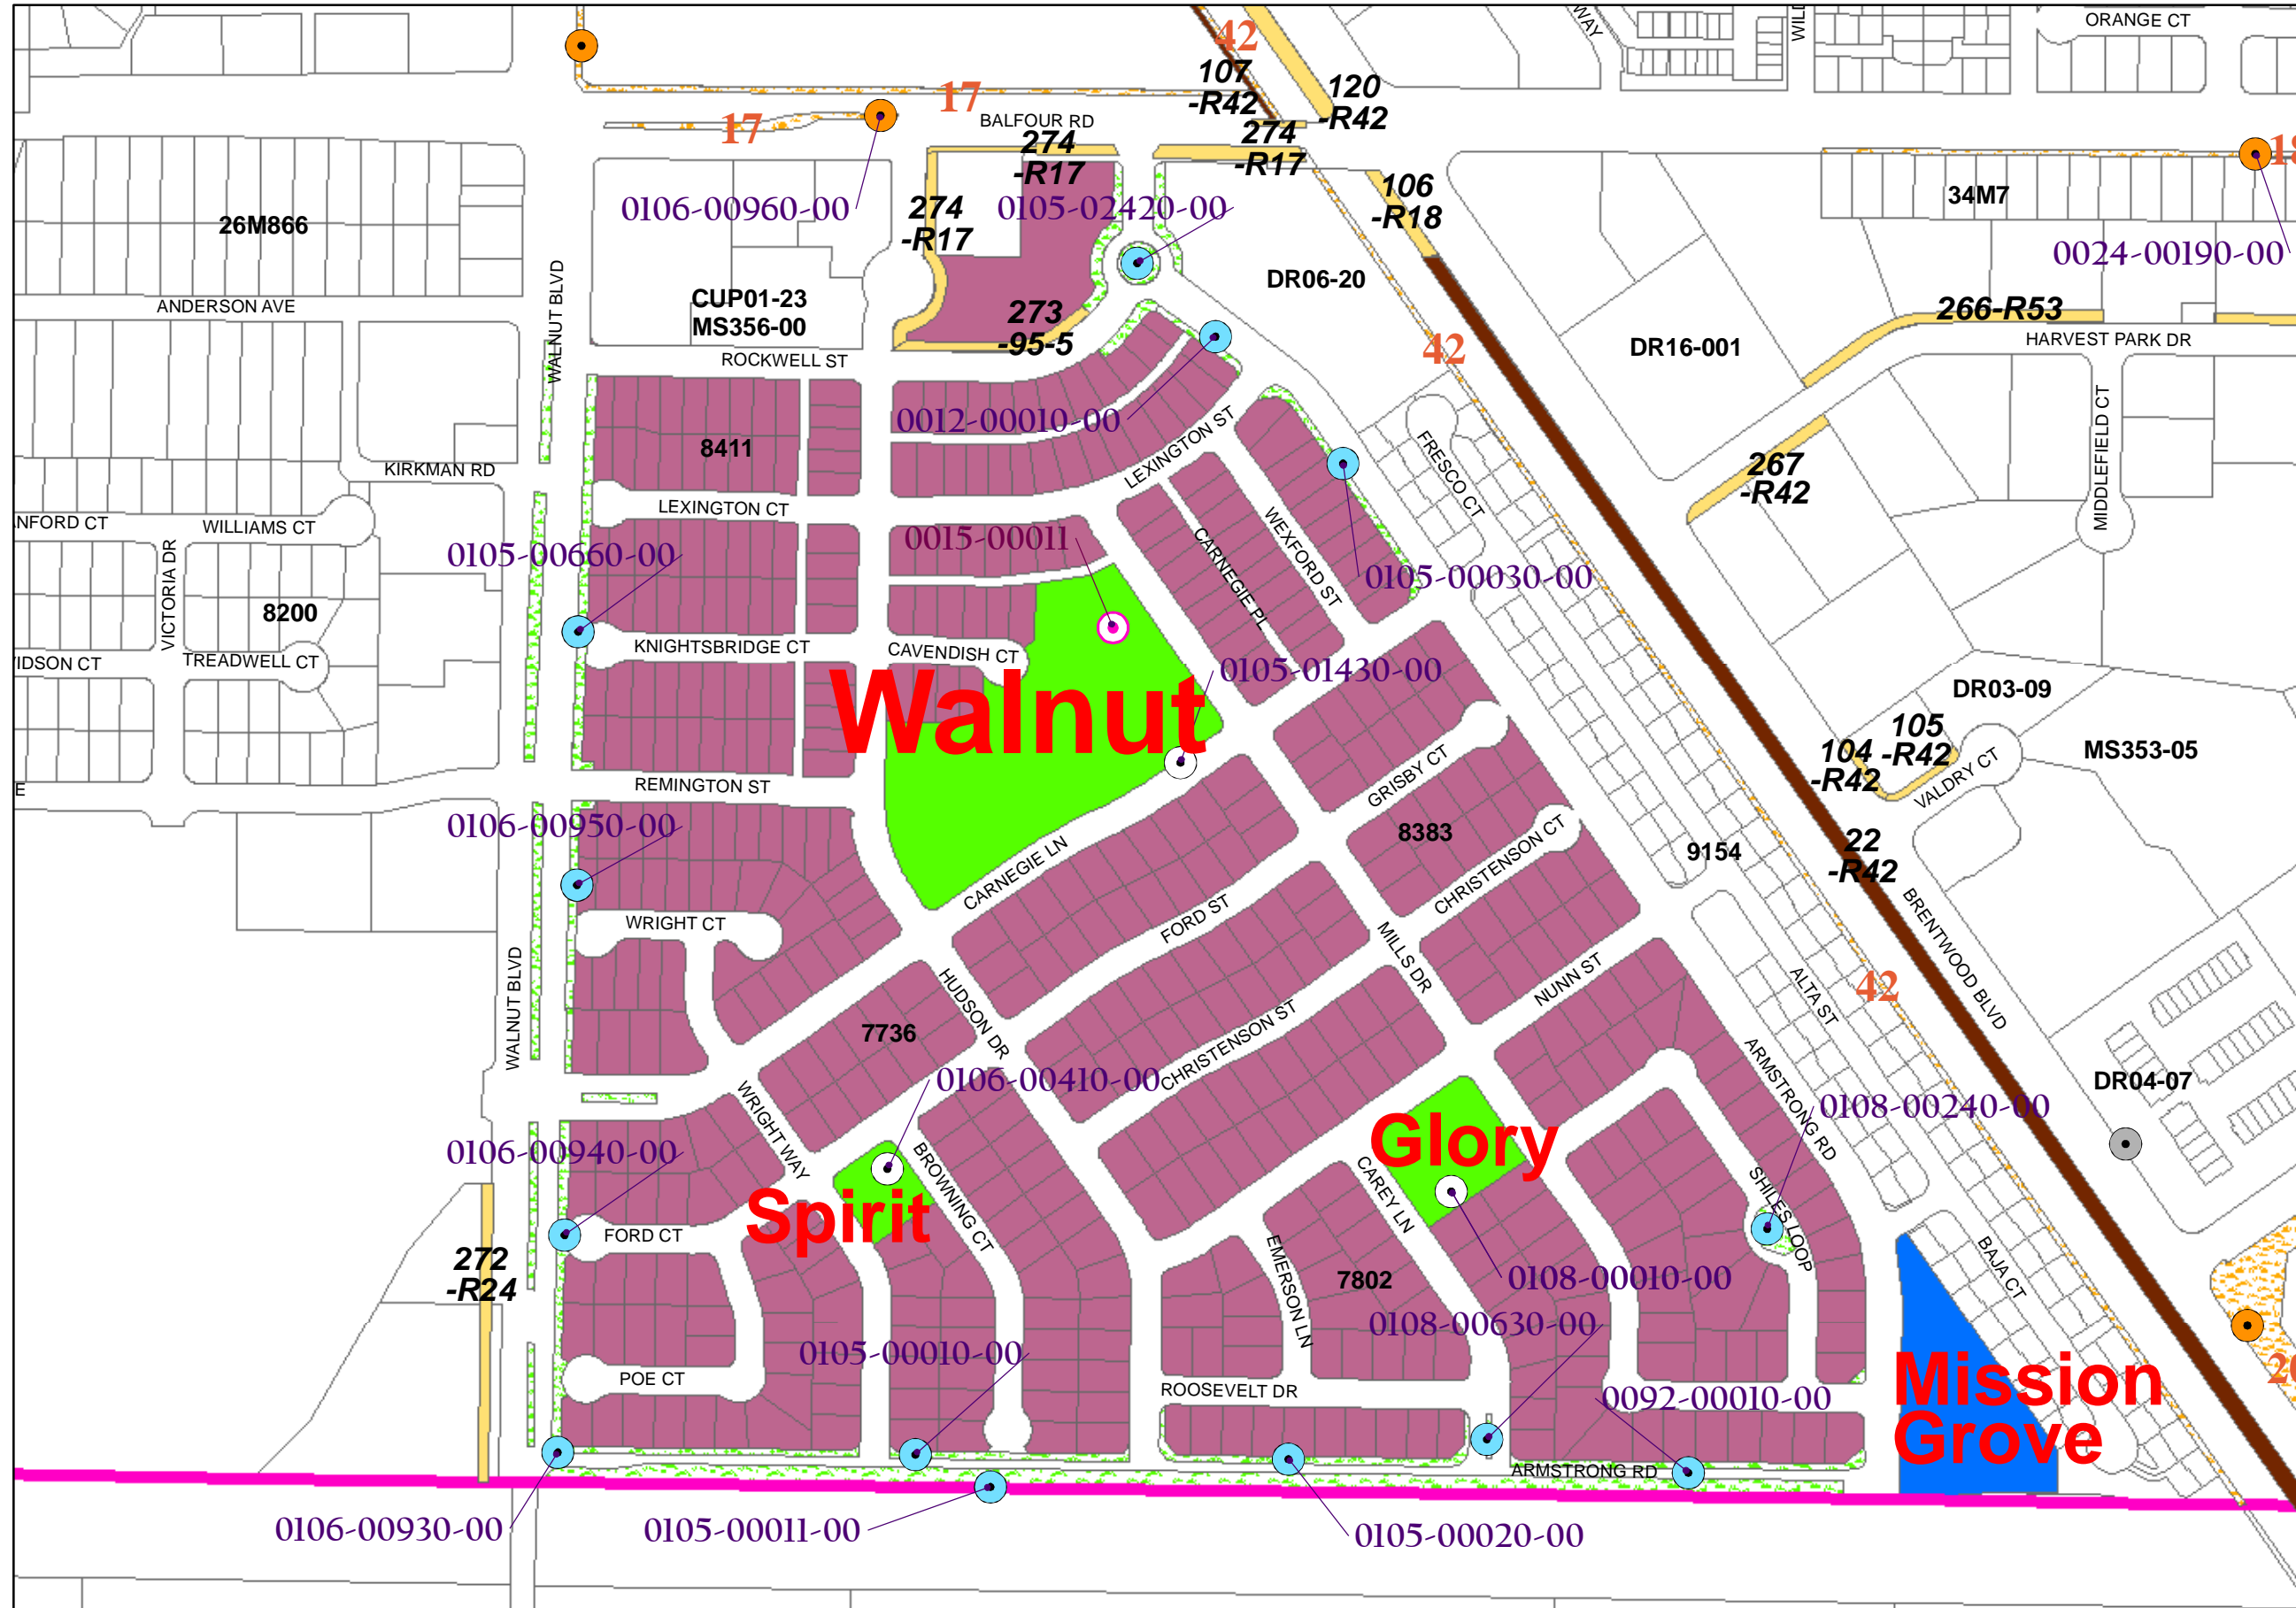 ORANGE CT
WAY
42
107
-R42
120
-R42
17
17
BALFOUR RD
274
-R17
274
-R17
106
-R18
34M7
26M866
0106-00960-00
274
-R17
0105-02420-00
0024-00190-00
DR06-20
CUP01-23
MS356-00
ANDERSON AVE
WALNUT BLVD
273
-95-5
266-R53
HARVEST PARK DR
DR16-001
42
ROCKWELL ST
0012-00010-00
8411
LEXINGTON ST
FRESCO CT
MIDDLEFIELD CT
KIRKMAN RD
267
-R42
LEXINGTON CT
WILLIAMS CT
VICTORIA DR
0015-00011
CARNEGIE PL
WEXFORD ST
0105-00660-00
0105-00030-00
8200
TREADWELL CT
KNIGHTSBRIDGE CT
CAVENDISH CT
0105-01430-00
Walnut
DR03-09
105
-R42
104
-R42
VALDRY CT
MS353-05
REMINGTON ST
GRISBY CT
0106-00950-00
8383
CHRISTENSON CT
9154
22
-R42
CARNEGIE LN
FORD ST
WRIGHT CT
MILLS DR
BRENTWOOD BLVD
WALNUT BLVD
HUDSON DR
NUNN ST
ALTA ST
42
7736
CHRISTENSON ST
0106-00410-00
WRIGHT WAY
ARMSTRONG RD
DR04-07
0108-00240-00
Glory
0106-00940-00
BROWNING CT
CAREY LN
SHILES LOOP
Spirit
FORD CT
272
-R24
EMERSON LN
7802
0108-00010-00
BAJA CT
0108-00630-00
0105-00010-00
POE CT
ROOSEVELT DR
0092-00010-00
Mission
Grove
ARMSTRONG RD
0106-00930-00
0105-00011-00
0105-00020-00